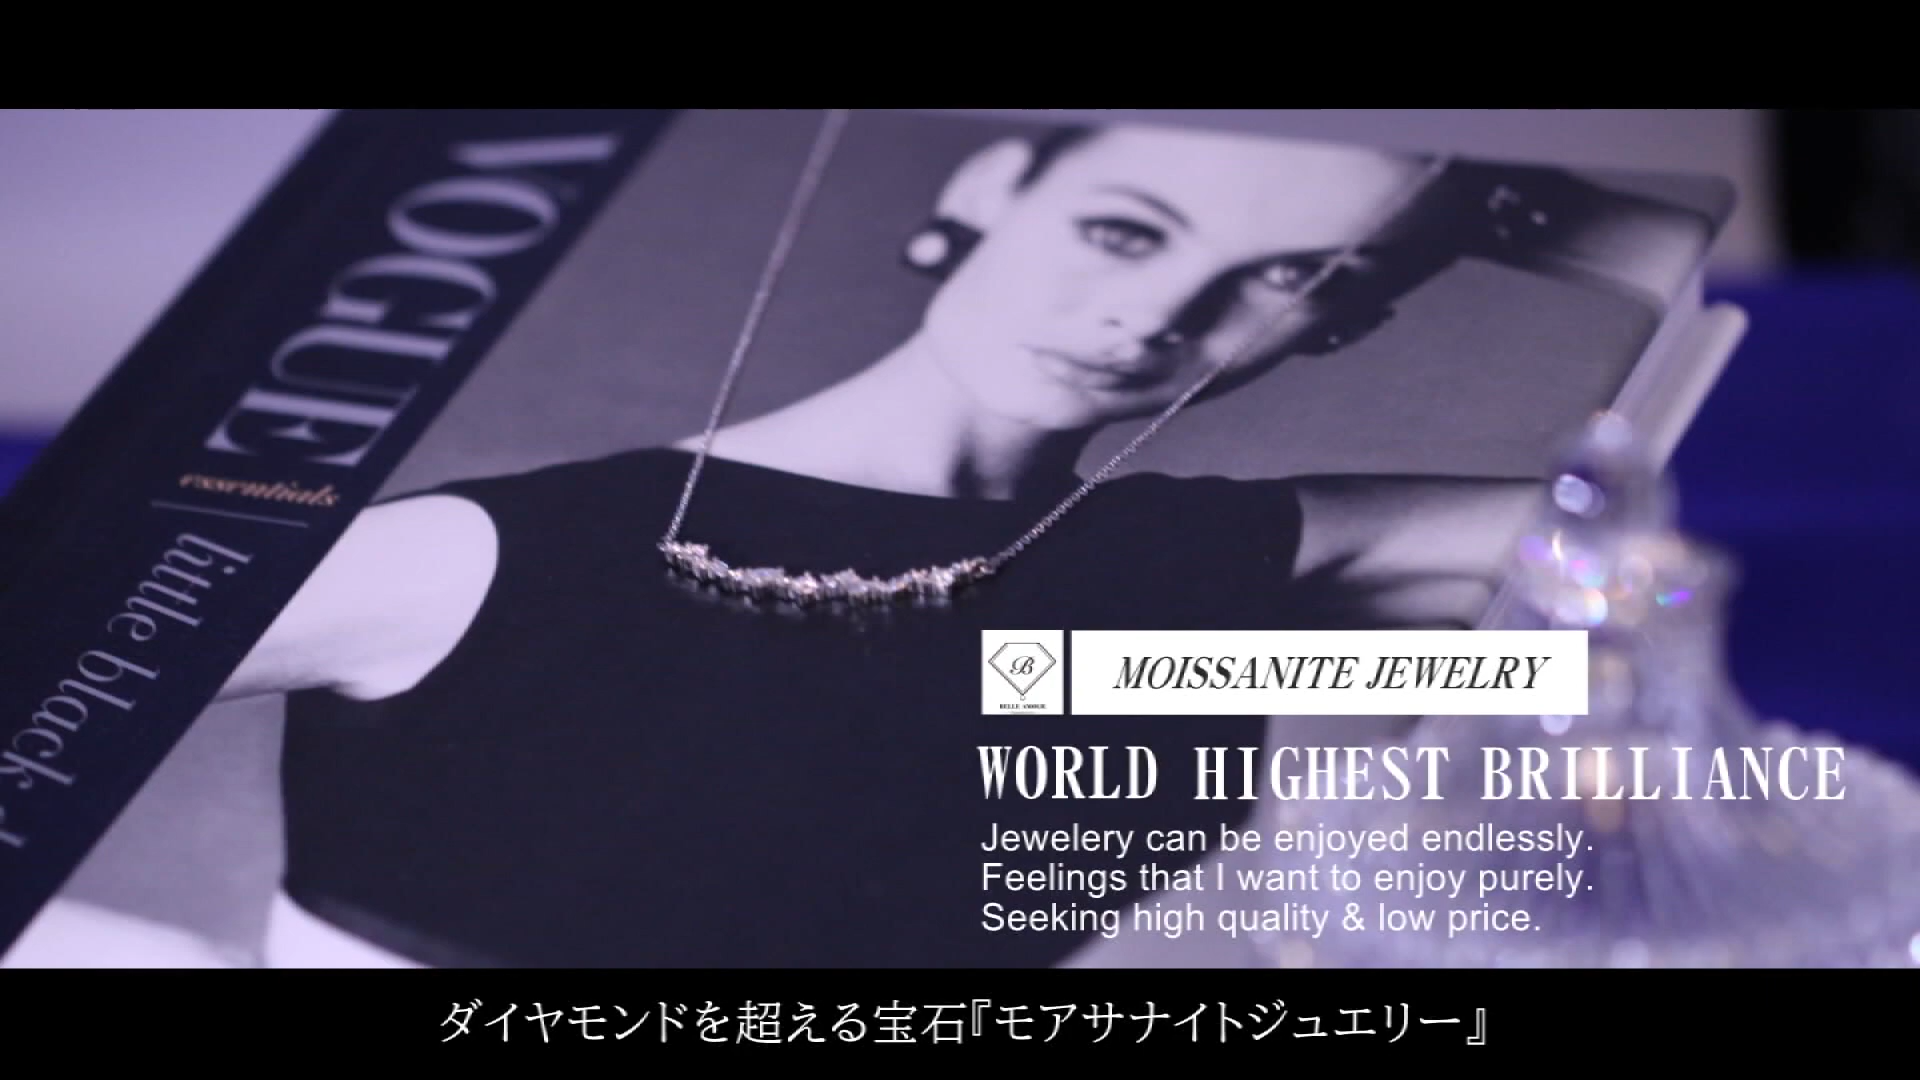 VOGUE
essentials
little black
B
BELLE AMOUR
MOISSANITE JEWELRY
WORLD HIGHEST BRILLIANCE
Jewelery can be enjoyed endlessly.
Feelings that I want to enjoy purely.
Seeking high quality & low price.
ダイヤモンドを超える宝石『モアサナイトジュエリー』